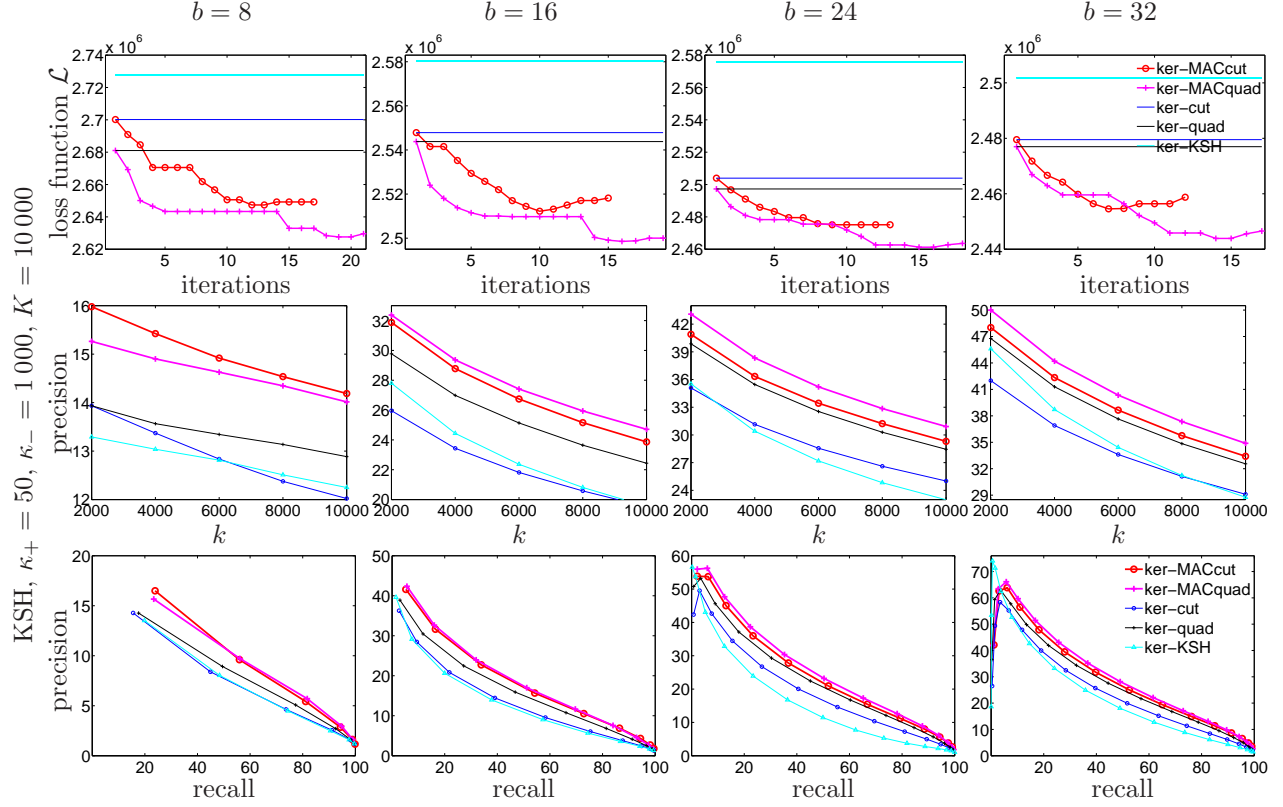 b = 8
b = 16
b = 24
b = 32
KSH, κ+ = 50, κ− = 1 000, K = 10 000
loss function L
x 10^6
2.74
2.72
2.7
2.68
2.66
2.64
2.62
5 10 15 20
iterations
x 10^6
2.58
2.56
2.54
2.52
2.5
5 10 15
iterations
x 10^6
2.58
2.56
2.54
2.52
2.5
2.48
2.46
5 10 15
iterations
x 10^6
2.5
2.48
2.46
2.44
5 10 15
iterations
ker−MACcut
ker−MACquad
ker−cut
ker−quad
ker−KSH
precision
16
15
14
13
12
2000 4000 6000 8000 10000
k
32
30
28
26
24
22
20
2000 4000 6000 8000 10000
k
42
39
36
33
30
27
24
2000 4000 6000 8000 10000
k
50
47
44
41
38
35
32
29
2000 4000 6000 8000 10000
k
precision
20
15
10
5
0
20 40 60 80 100
recall
50
40
30
20
10
0
0 20 40 60 80 100
recall
60
50
40
30
20
10
0
0 20 40 60 80 100
recall
70
60
50
40
30
20
10
0
0 20 40 60 80 100
recall
ker−MACcut
ker−MACquad
ker−cut
ker−quad
ker−KSH